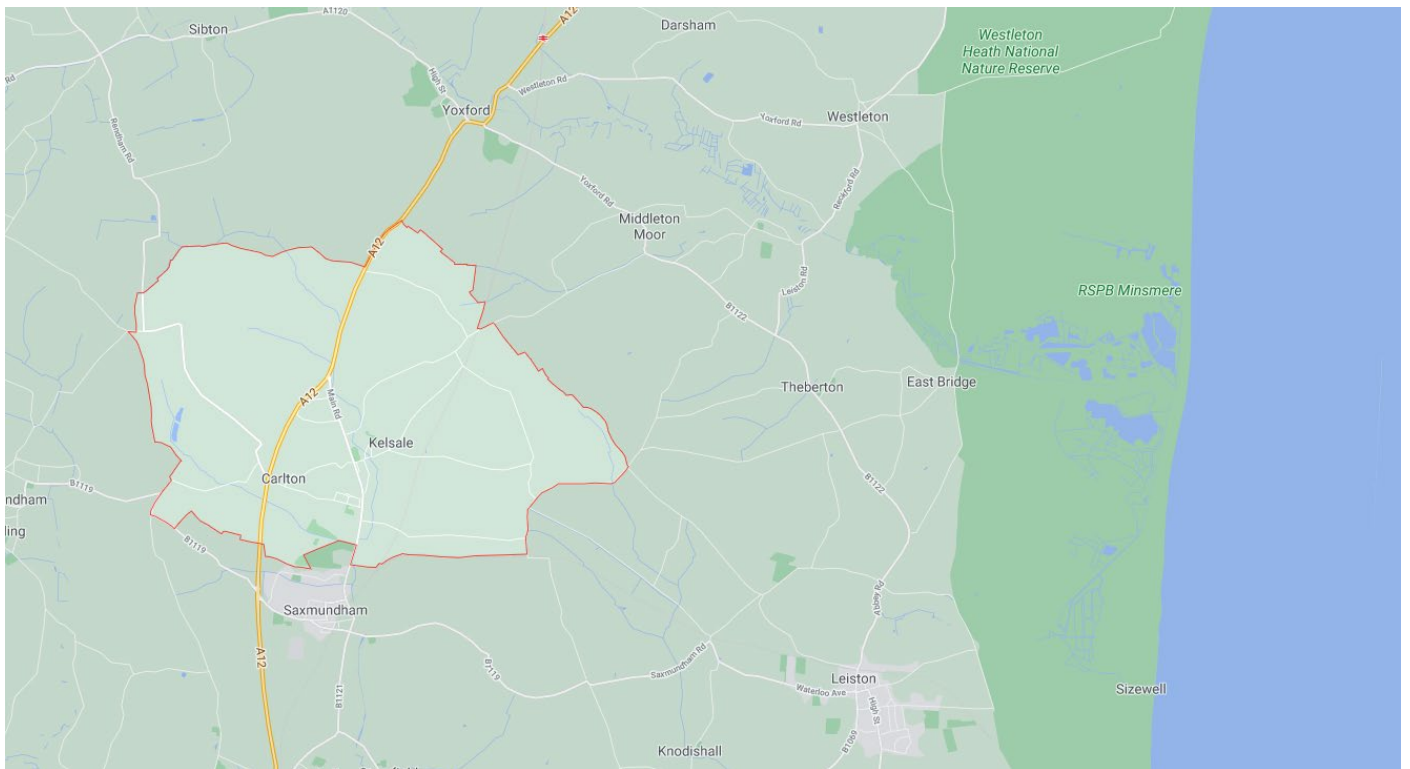 A1120
Sibton
A12
Darsham
Westleton
Heath National
Nature Reserve
Rd
High St
Westleton Rd
Yoxford
Yoxford Rd
Westleton
Rendham Rd
Yoxford Rd
Reckford Rd
Middleton
Moor
A12
Leiston Rd
RSPB Minsmere
B1122
Theberton
East Bridge
A12
Main Rd
Kelsale
Carlton
B1119
ndham
ling
B1122
B1119
Abbey Rd
Saxmundham
A12
B1119
Saxmundham Rd
B1121
Leiston
Waterloo Ave
Sizewell
High St
B1069
Knodishall